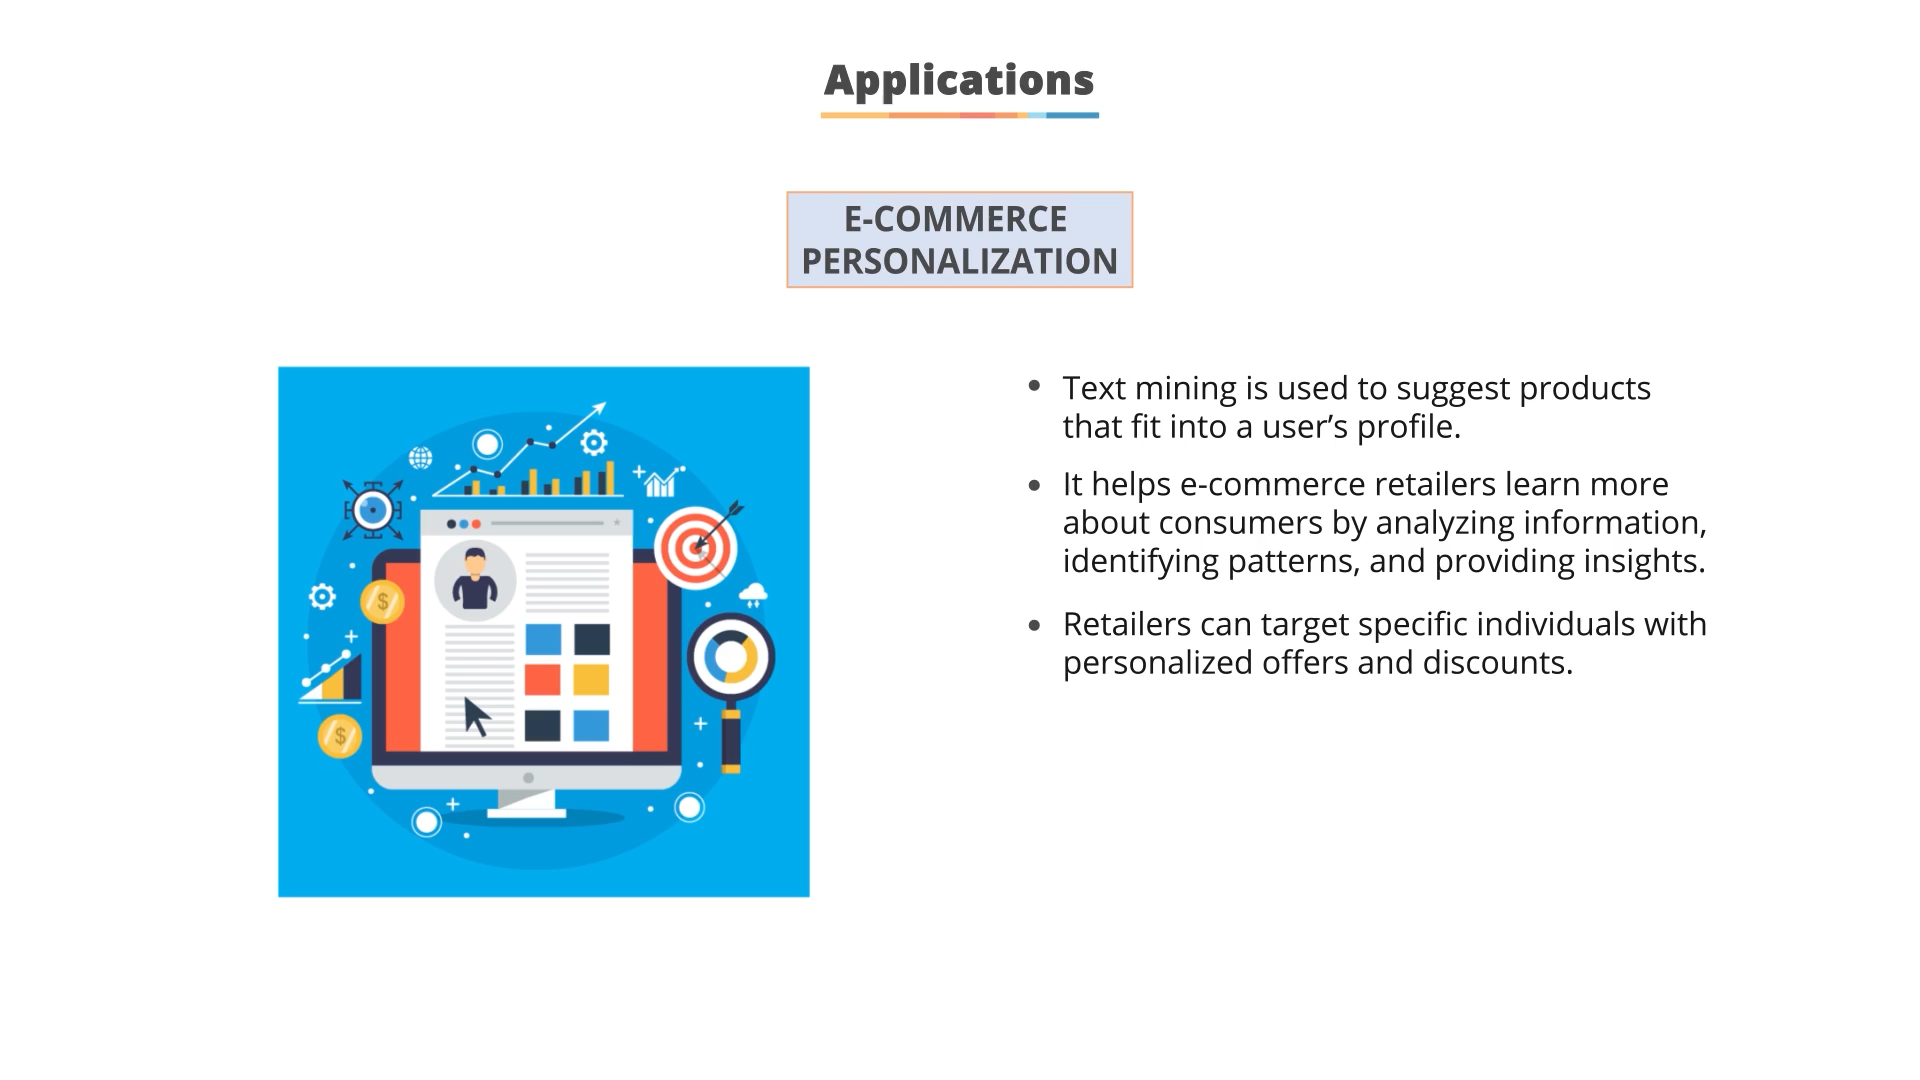 Applications
E-COMMERCE
PERSONALIZATION
• Text mining is used to suggest products
that fit into a user’s profile.
• It helps e-commerce retailers learn more
about consumers by analyzing information,
identifying patterns, and providing insights.
• Retailers can target specific individuals with
personalized offers and discounts.
$
$